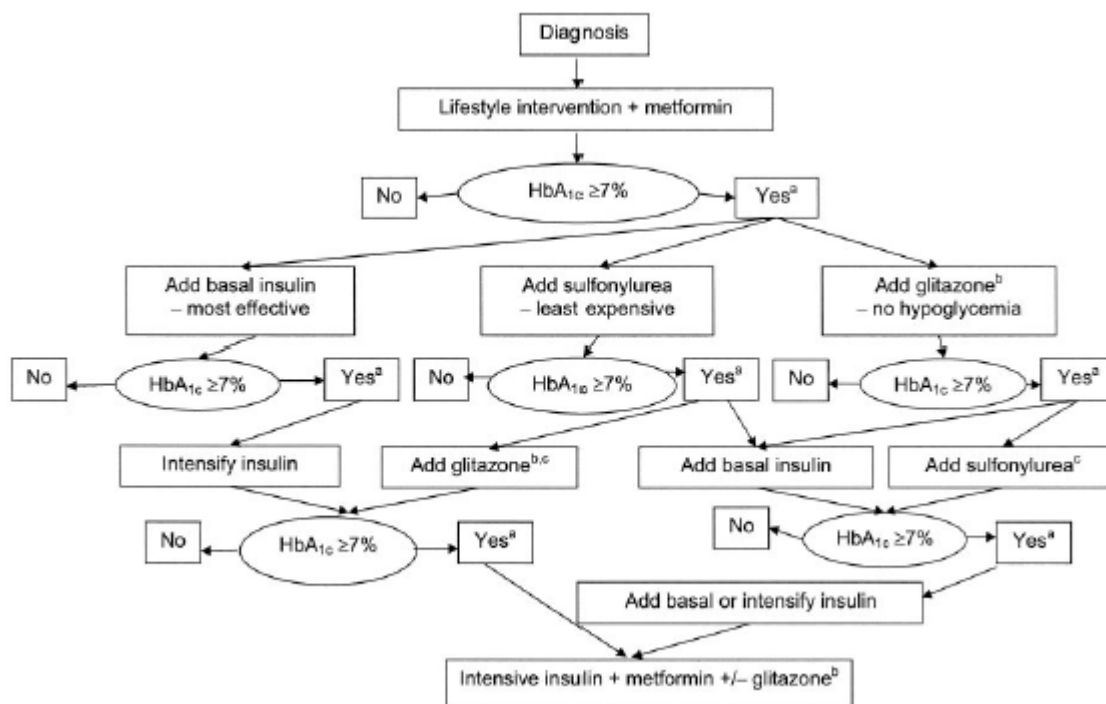 Diagnosis
Lifestyle intervention + metformin
No
HbA1c ≥7%
Yesa
Add basal insulin
– most effective
Add sulfonylurea
– least expensive
Add glitazoneb
– no hypoglycemia
No
HbA1c ≥7%
Yesa
No
HbA1c ≥7%
Yesa
No
HbA1c ≥7%
Yesa
Intensify insulin
Add glitazoneb,c
Add basal insulin
Add sulfonylureac
No
HbA1c ≥7%
Yesa
No
HbA1c ≥7%
Yesa
Add basal or intensify insulin
Intensive insulin + metformin +/– glitazoneb